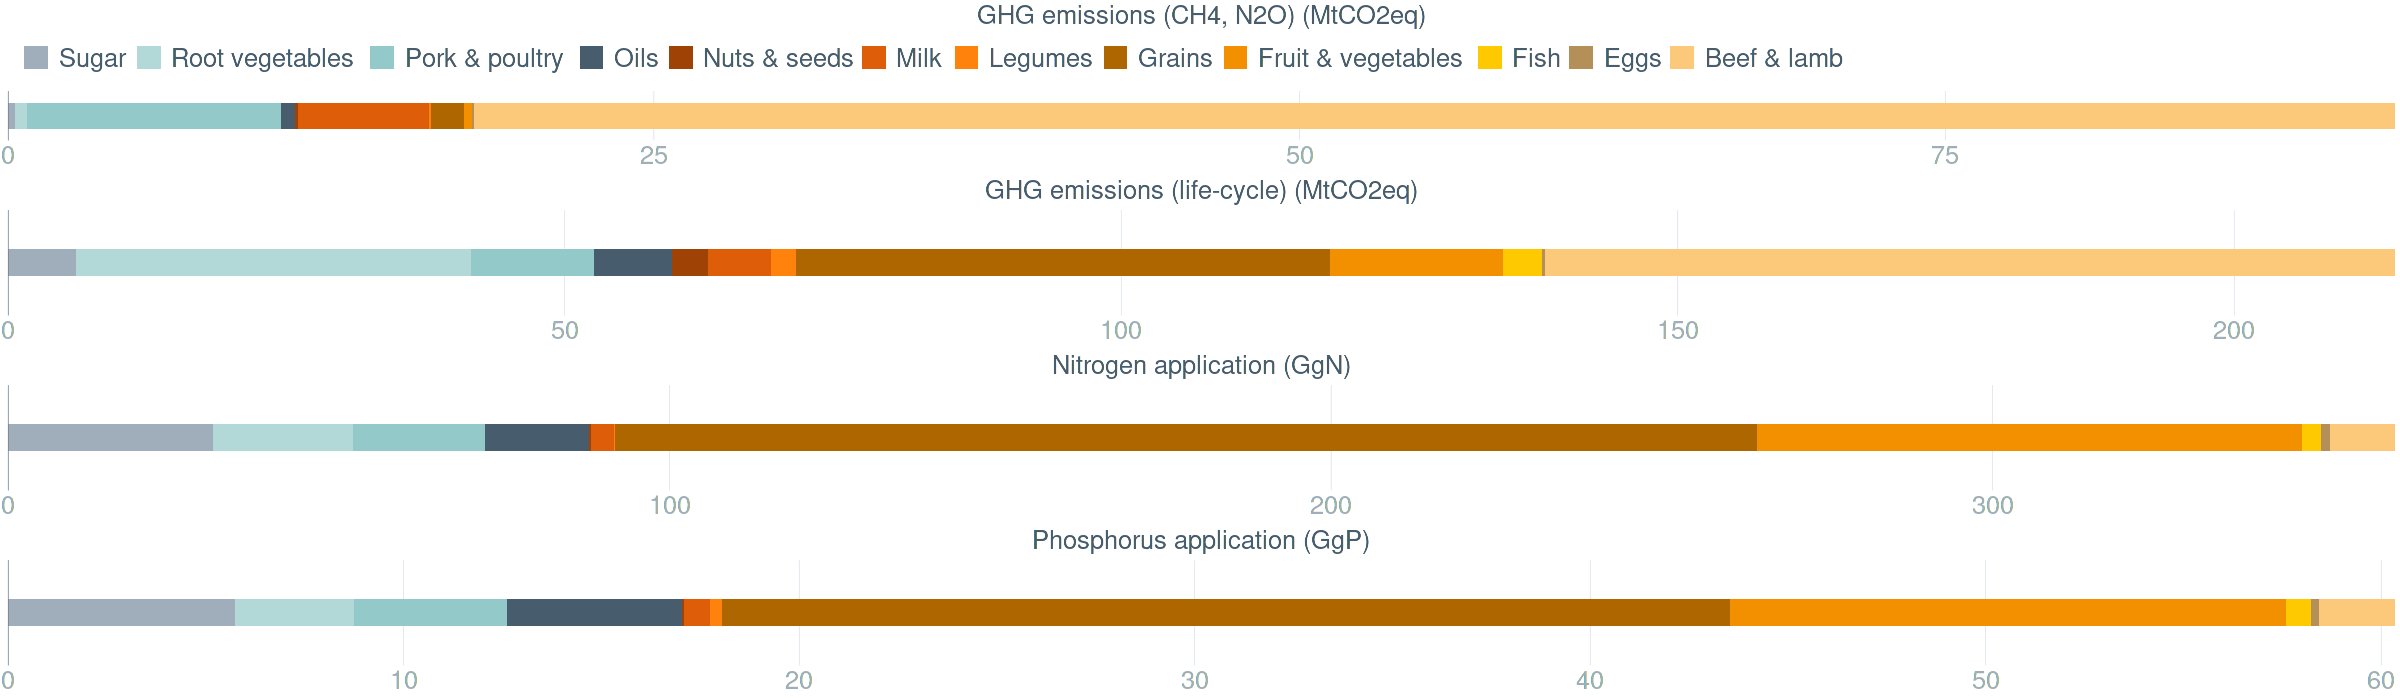 GHG emissions (CH4, N2O) (MtCO2eq)
Sugar Root vegetables Pork & poultry Oils Nuts & seeds Milk Legumes Grains Fruit & vegetables Fish Eggs Beef & lamb
0 25 50 75
GHG emissions (life-cycle) (MtCO2eq)
0 50 100 150 200
Nitrogen application (GgN)
0 100 200 300
Phosphorus application (GgP)
0 10 20 30 40 50 60